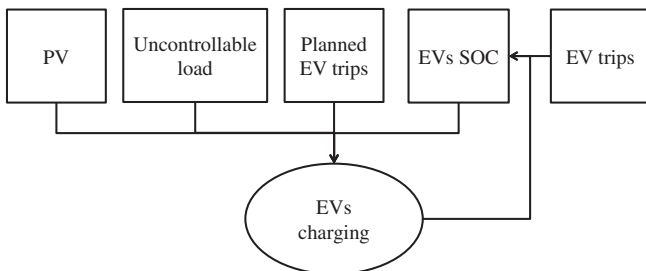 PV
Uncontrollable
load
Planned
EV trips
EVs SOC
EV trips
EVs
charging